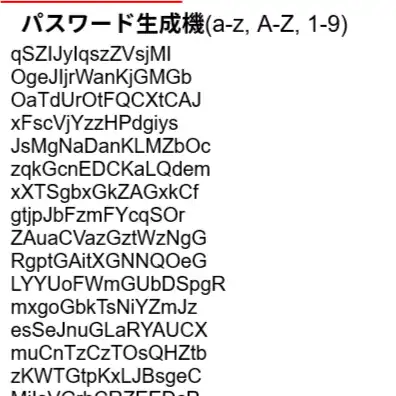 パスワード生成機(a-z, A-Z, 1-9)
qSZIJyIqszZVsjMI
OgeJIjrWanKjGMGb
OaTdUrOtFQCXtCAJ
xFscVjYzzHPdgiys
JsMgNaDanKLMZbOc
zqkGcnEDCKaLQdem
xXTSgbxGkZAGxkCf
gtjpJbFzmFYcqSOr
ZAuaCVazGztWzNgG
RgptGAitXGNNQOeG
LYYUoFWmGUbDSpgR
mxgoGbkTsNiYZmJz
esSeJnuGLaRYAUCX
muCnTzCzTOsQHZtb
zKWTGtpKxLJBsgeC